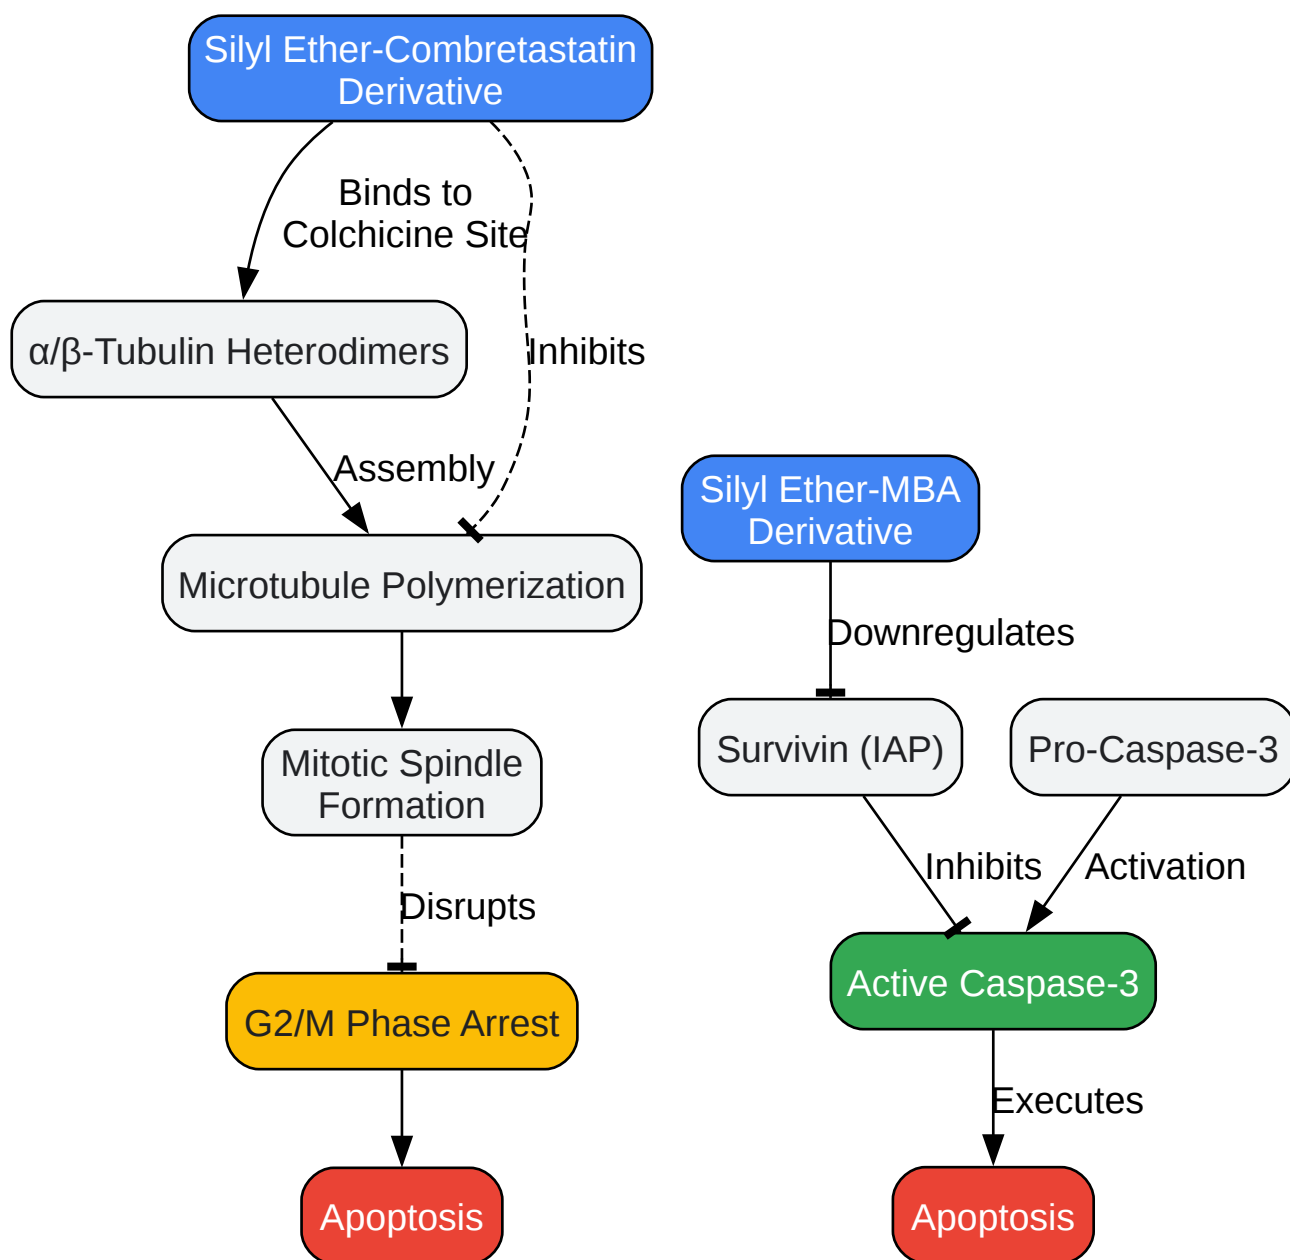 Silyl Ether-Combretastatin
Derivative
Binds to
Colchicine Site
α/β-Tubulin Heterodimers
Inhibits
Assembly
Microtubule Polymerization
Mitotic Spindle
Formation
Disrupts
G2/M Phase Arrest
Apoptosis
Silyl Ether-MBA
Derivative
Downregulates
Survivin (IAP)
Pro-Caspase-3
Inhibits
Activation
Active Caspase-3
Executes
Apoptosis